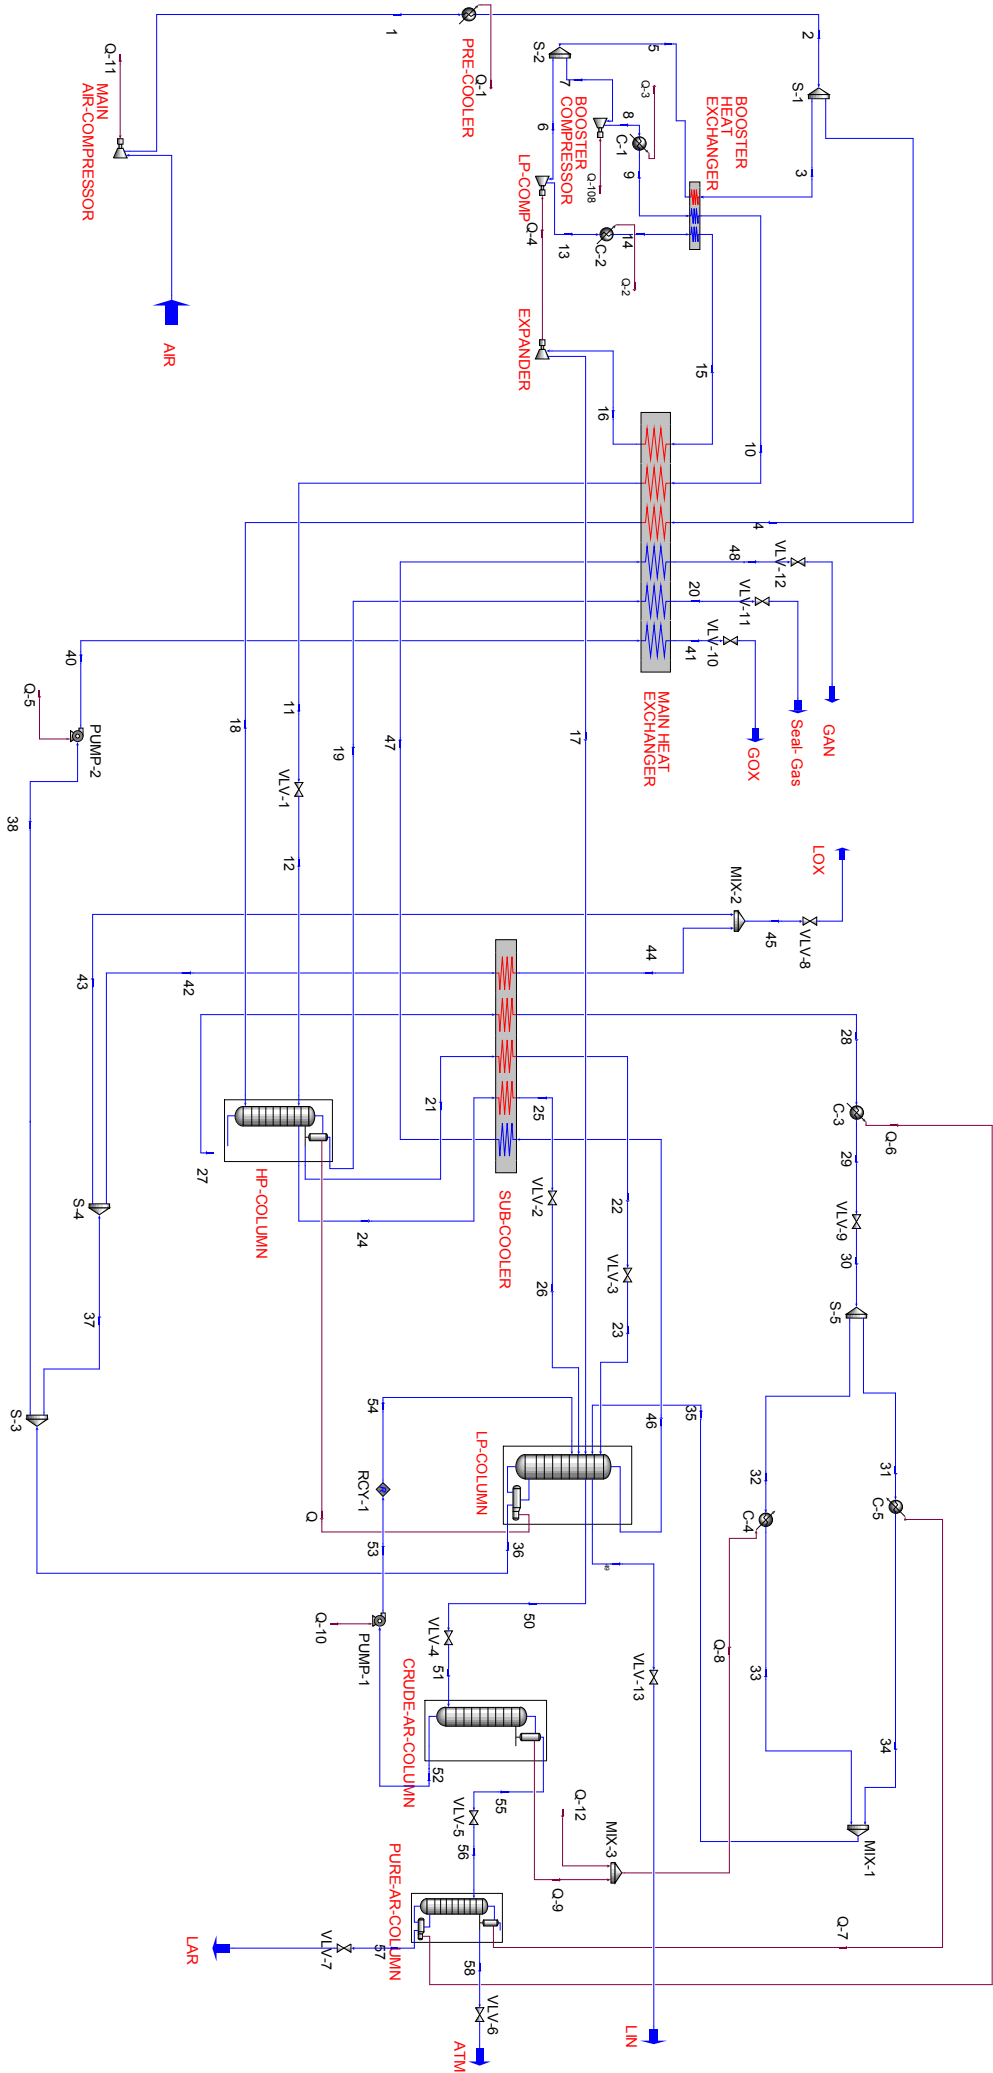 1
2
PRE-COOLER
Q-1
Q-11
MAIN
AIR-COMPRESSOR
AIR
S-1
3
4
S-2
5
6
7
8
9
Q-3
C-1
BOOSTER
COMPRESSOR
Q-108
BOOSTER
HEAT
EXCHANGER
LP-COMP
Q-4
13
C-2
14
Q-2
EXPANDER
15
16
10
17
MAIN HEAT
EXCHANGER
48
VLV-12
GAN
20
VLV-11
Seal- Gas
41
VLV-10
GOX
40
Q-5
PUMP-2
38
18
11
VLV-1
12
19
47
LOX
MIX-2
45
VLV-8
44
43
42
28
C-3
Q-6
29
VLV-9
30
S-5
21
25
VLV-2
22
VLV-3
26
23
SUB-COOLER
24
27
HP-COLUMN
S-4
37
S-3
54
RCY-1
53
LP-COLUMN
46
35
36
Q
49
50
Q-10
PUMP-1
VLV-4
51
VLV-13
32
31
C-4
C-5
Q-8
33
34
MIX-1
CRUDE-AR-COLUMN
52
55
VLV-5
56
Q-12
MIX-3
Q-9
Q-7
PURE-AR-COLUMN
57
VLV-7
LAR
58
VLV-6
ATM
LIN